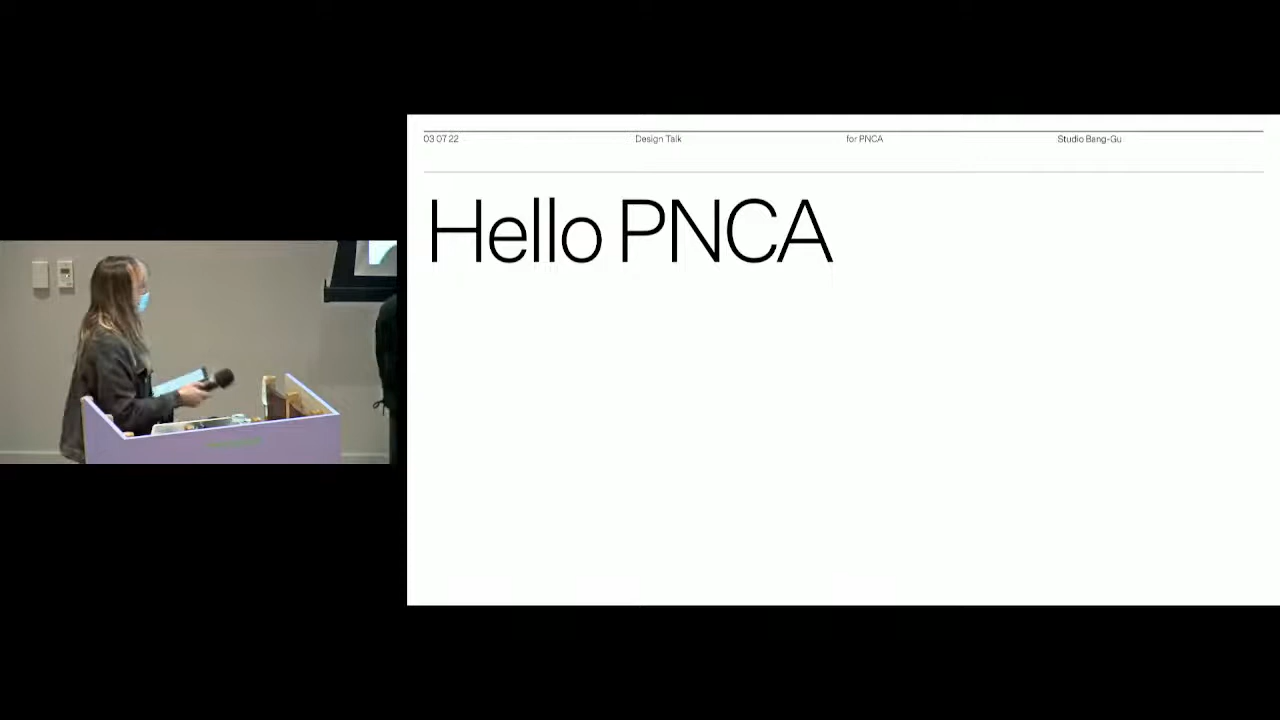 03 07 22
Design Talk
for PNCA
Studio Bang-Gu
Hello PNCA